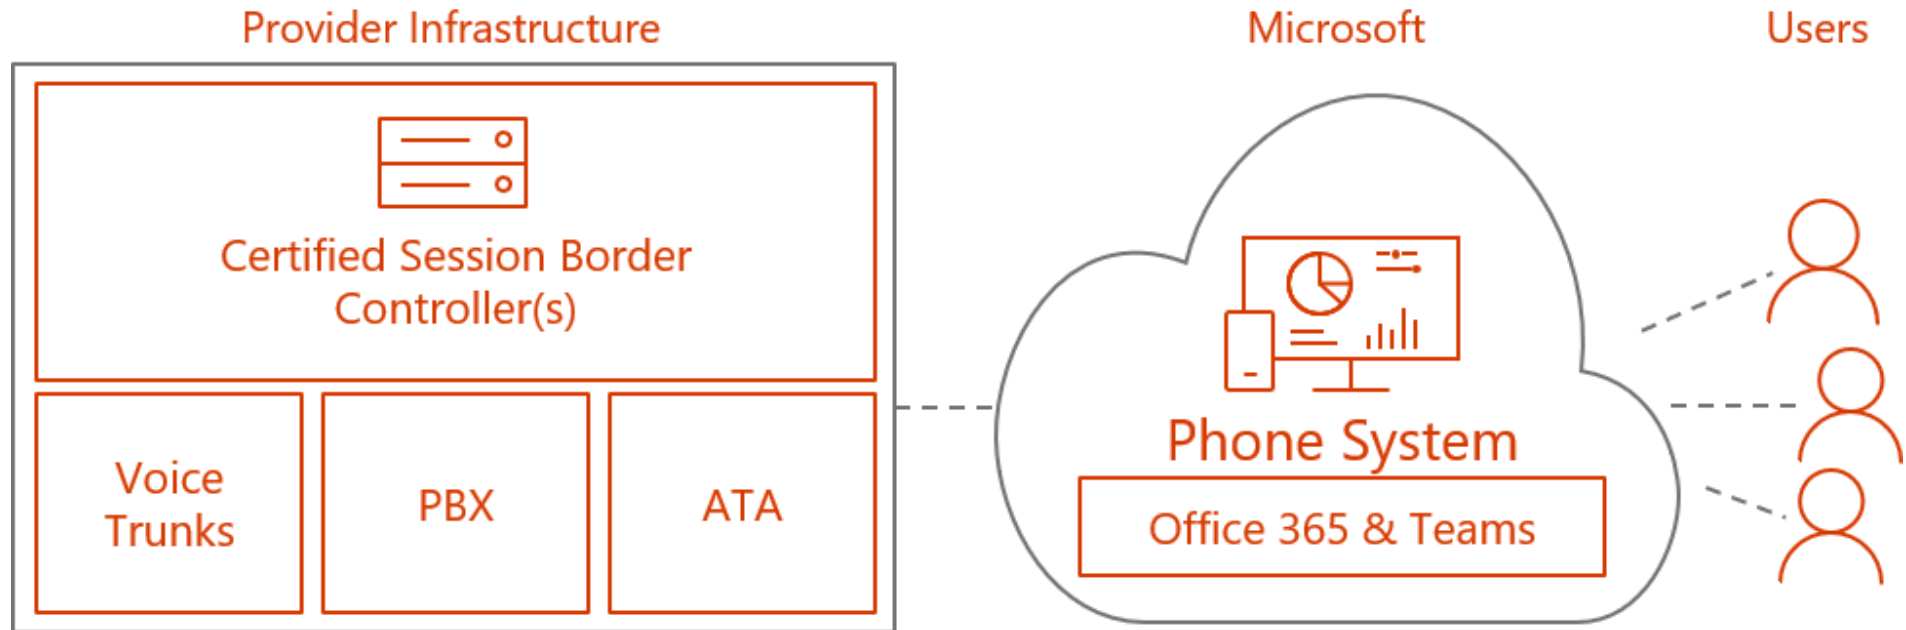 Provider Infrastructure
Microsoft
Users
Certified Session Border
Controller(s)
Voice
Trunks
PBX
ATA
Phone System
Office 365 & Teams